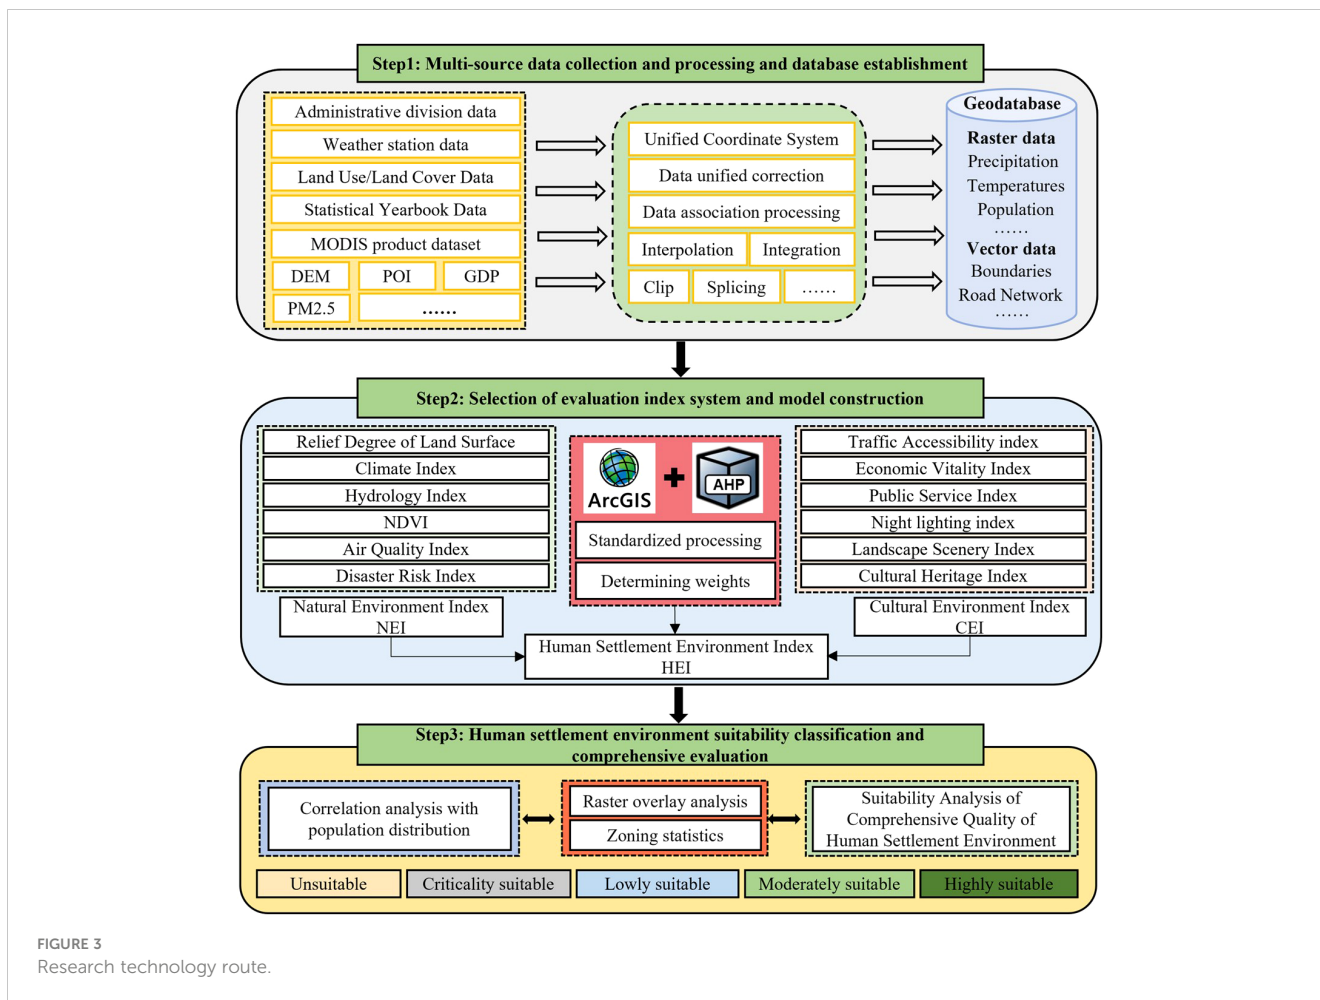 Step1: Multi-source data collection and processing and database establishment
Administrative division data
Weather station data
Land Use/Land Cover Data
Statistical Yearbook Data
MODIS product dataset
DEM
POI
GDP
PM2.5
......
Unified Coordinate System
Data unified correction
Data association processing
Interpolation
Integration
Clip
Splicing
......
Geodatabase
Raster data
Precipitation
Temperatures
Population
......
Vector data
Boundaries
Road Network
......
Step2: Selection of evaluation index system and model construction
Relief Degree of Land Surface
Climate Index
Hydrology Index
NDVI
Air Quality Index
Disaster Risk Index
Natural Environment Index
NEI
ArcGIS
+
AHP
Standardized processing
Determining weights
Human Settlement Environment Index
HEI
Traffic Accessibility index
Economic Vitality Index
Public Service Index
Night lighting index
Landscape Scenery Index
Cultural Heritage Index
Cultural Environment Index
CEI
Step3: Human settlement environment suitability classification and
comprehensive evaluation
Correlation analysis with
population distribution
Raster overlay analysis
Zoning statistics
Suitability Analysis of
Comprehensive Quality of
Human Settlement Environment
Unsuitable
Criticality suitable
Lowly suitable
Moderately suitable
Highly suitable
FIGURE 3
Research technology route.